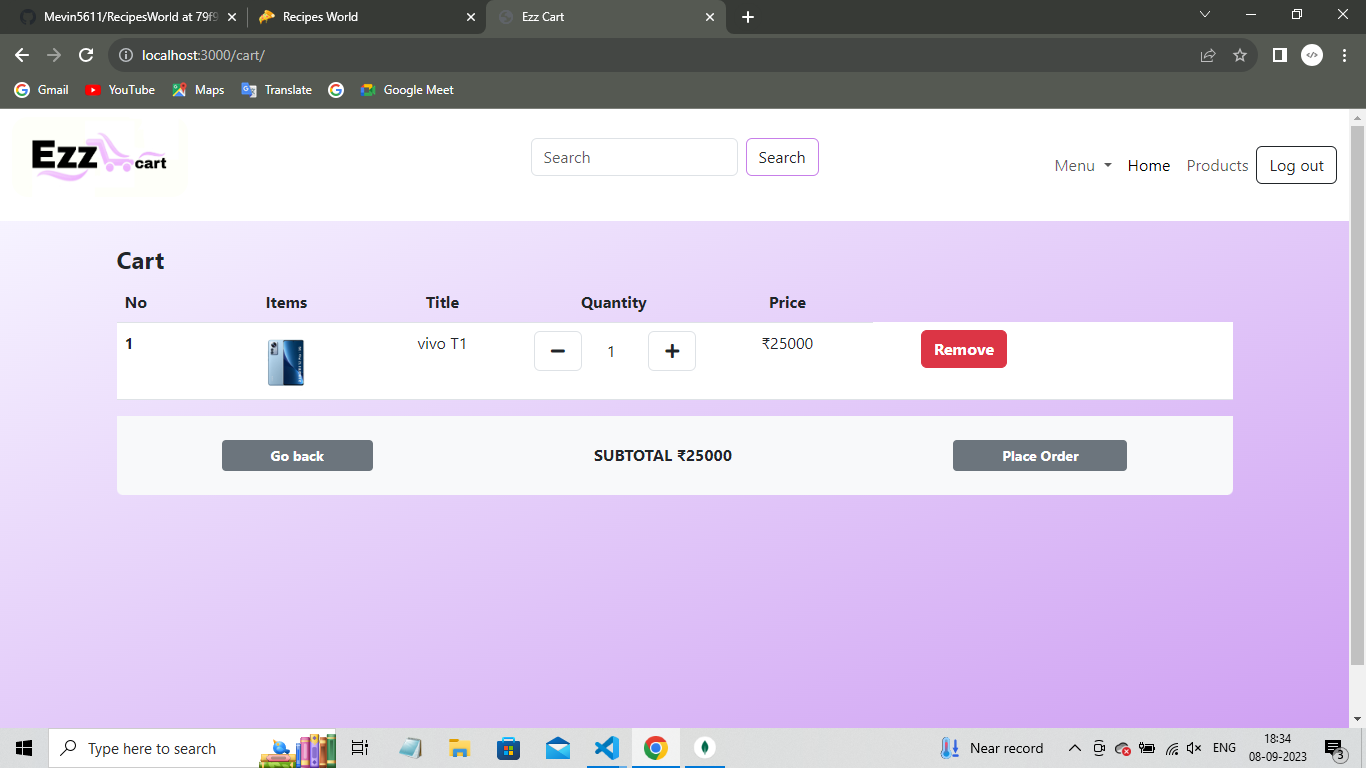 Mevin5611/RecipesWorld at 79f9
Recipes World
Ezz Cart
localhost:3000/cart/
Gmail
YouTube
Maps
Translate
Google Meet
Ezz cart
Search
Search
Menu
Home
Products
Log out
Cart
No Items Title Quantity Price
1 vivo T1 1 ₹25000 Remove
Go back SUBTOTAL ₹25000 Place Order
Type here to search
Near record
ENG
18:34
08-09-2023
3